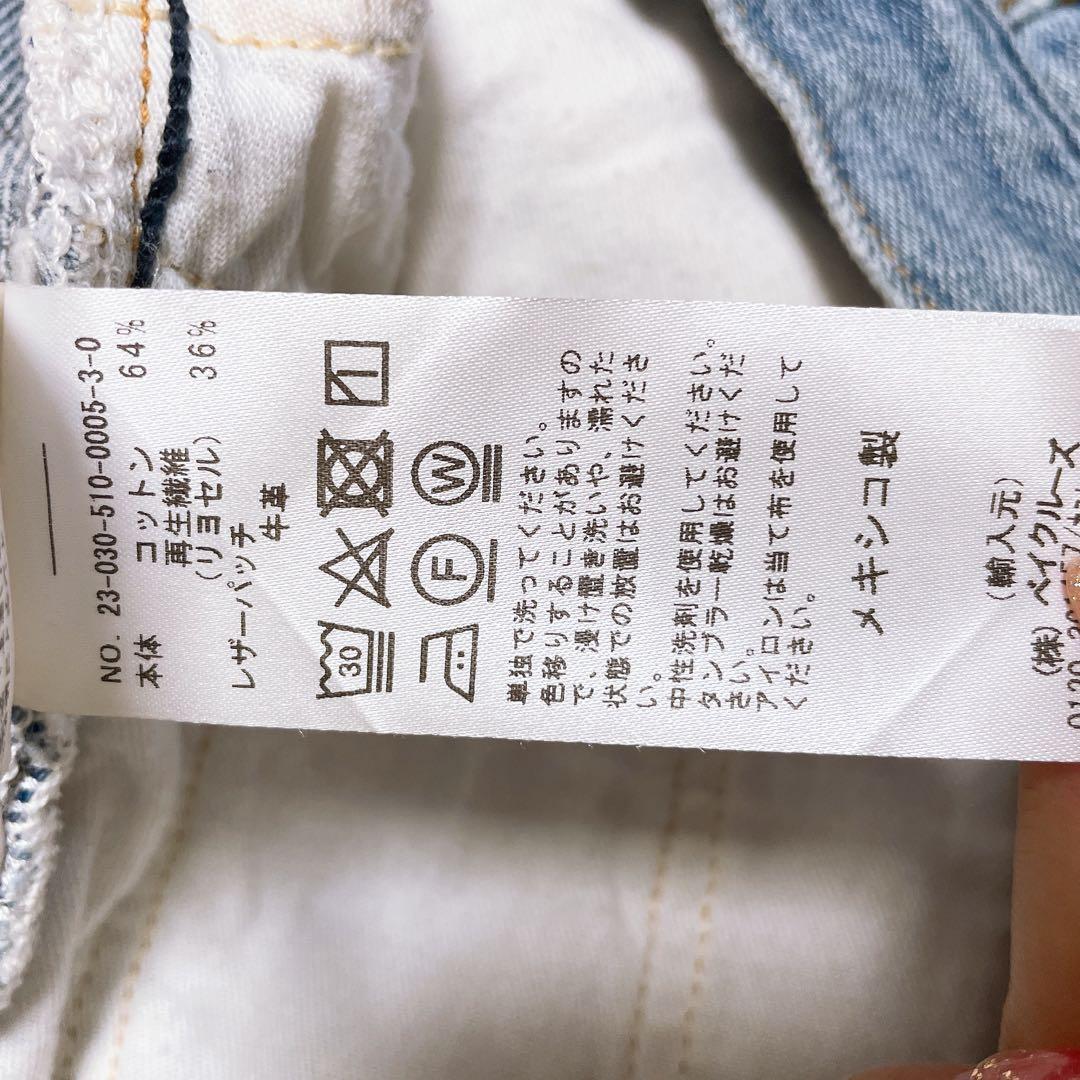 NO. 23-030-510-0005-3-0
本体 コットン 64%
再生繊維
(リヨセル) 36%
レザーパッチ
牛革
30
F W
単独で洗ってください。
色移りすることがありますの
で、浸け置き洗いや、濡れた
状態での放置はお避けくださ
い。
中性洗剤を使用してください。
タンブラー乾燥はお避けくだ
さい。
アイロンは当て布を使用して
ください。
メキシコ製
(輸入元)
(株) ベイクルーズ